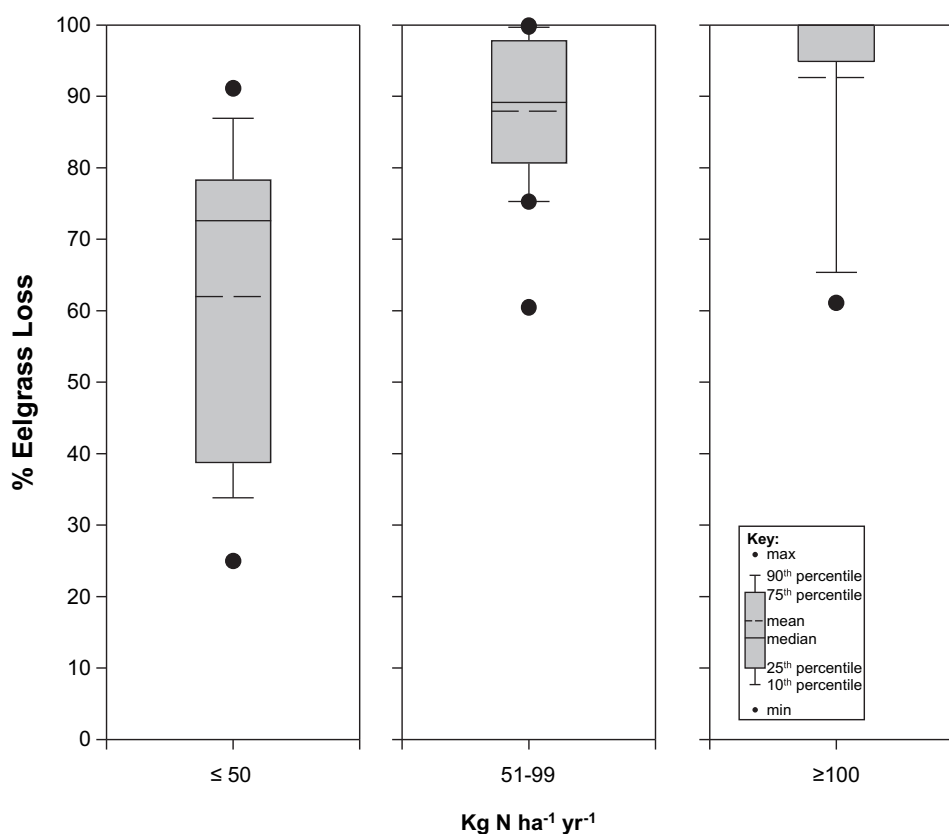 % Eelgrass Loss
100
90
80
70
60
50
40
30
20
10
0
≤ 50
51-99
≥100
Kg N ha⁻¹ yr⁻¹
Key:
max
90ᵗʰ percentile
75ᵗʰ percentile
mean
median
25ᵗʰ percentile
10ᵗʰ percentile
min